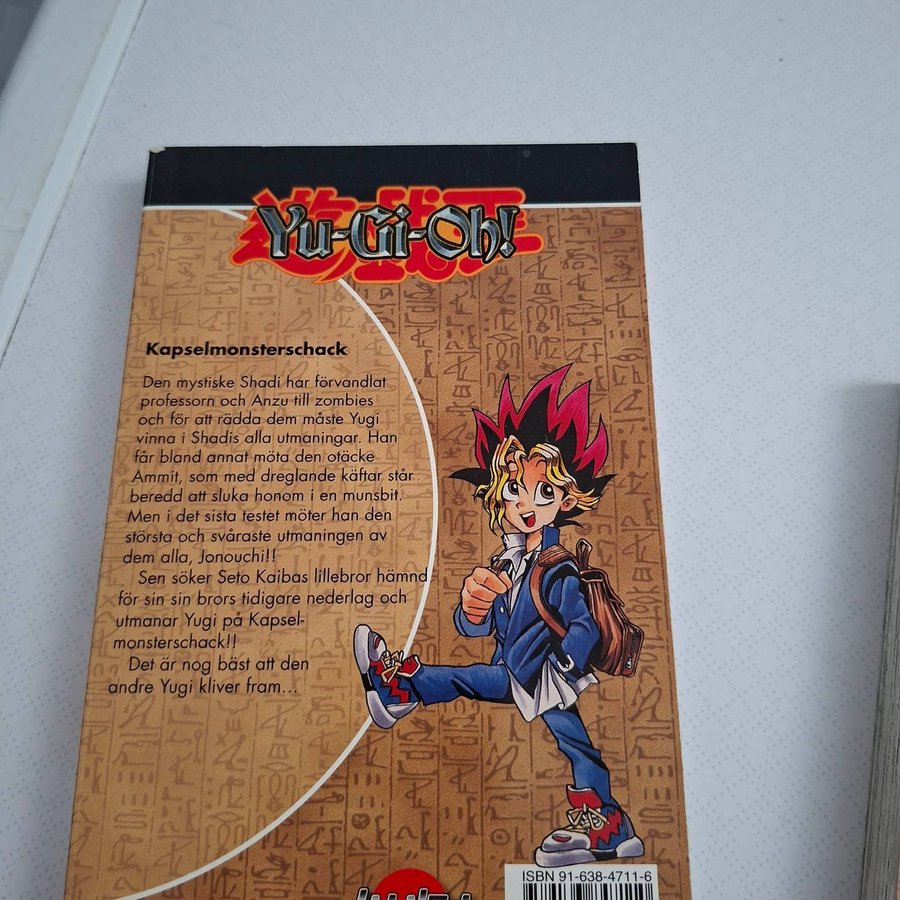 遊戯王
Yu-Gi-Oh!
Kapselmonsterschack
Den mystiske Shadi har förvandlat
professorn och Anzu till zombies
och för att rädda dem måste Yugi
vinna i Shadis alla utmaningar. Han
får bland annat möta den otäcke
Ammit, som med dreglande käftar står
beredd att sluka honom i en munsbit.
Men i det sista testet möter han den
största och svåraste utmaningen av
dem alla, Jonouchi!!
Sen söker Seto Kaibas lillebror hämnd
för sin sin brors tidigare nederlag och
utmanar Yugi på Kapsel-
monsterschack!!
Det är nog bäst att den
andre Yugi kliver fram...
ISBN 91-638-4711-6